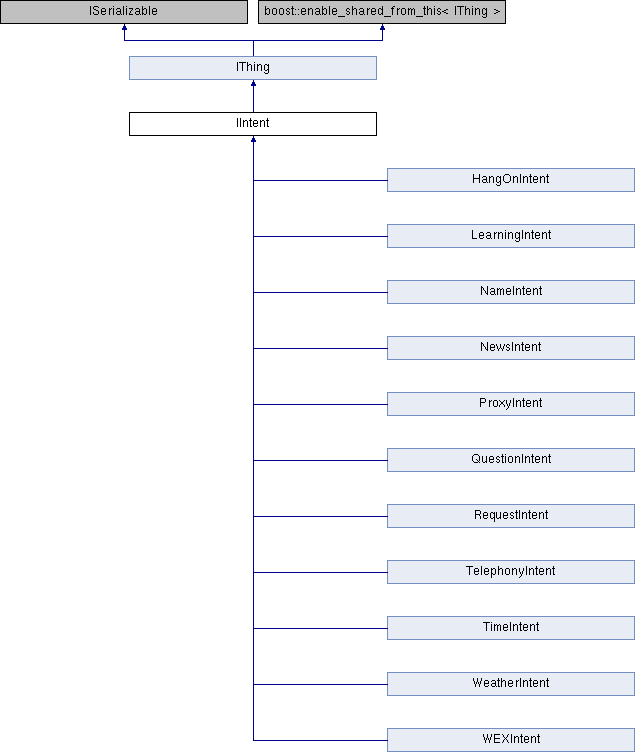 ISerializable
boost::enable_shared_from_this< IThing >
IThing
IIntent
HangOnIntent
LearningIntent
NameIntent
NewsIntent
ProxyIntent
QuestionIntent
RequestIntent
TelephonyIntent
TimeIntent
WeatherIntent
WEXIntent